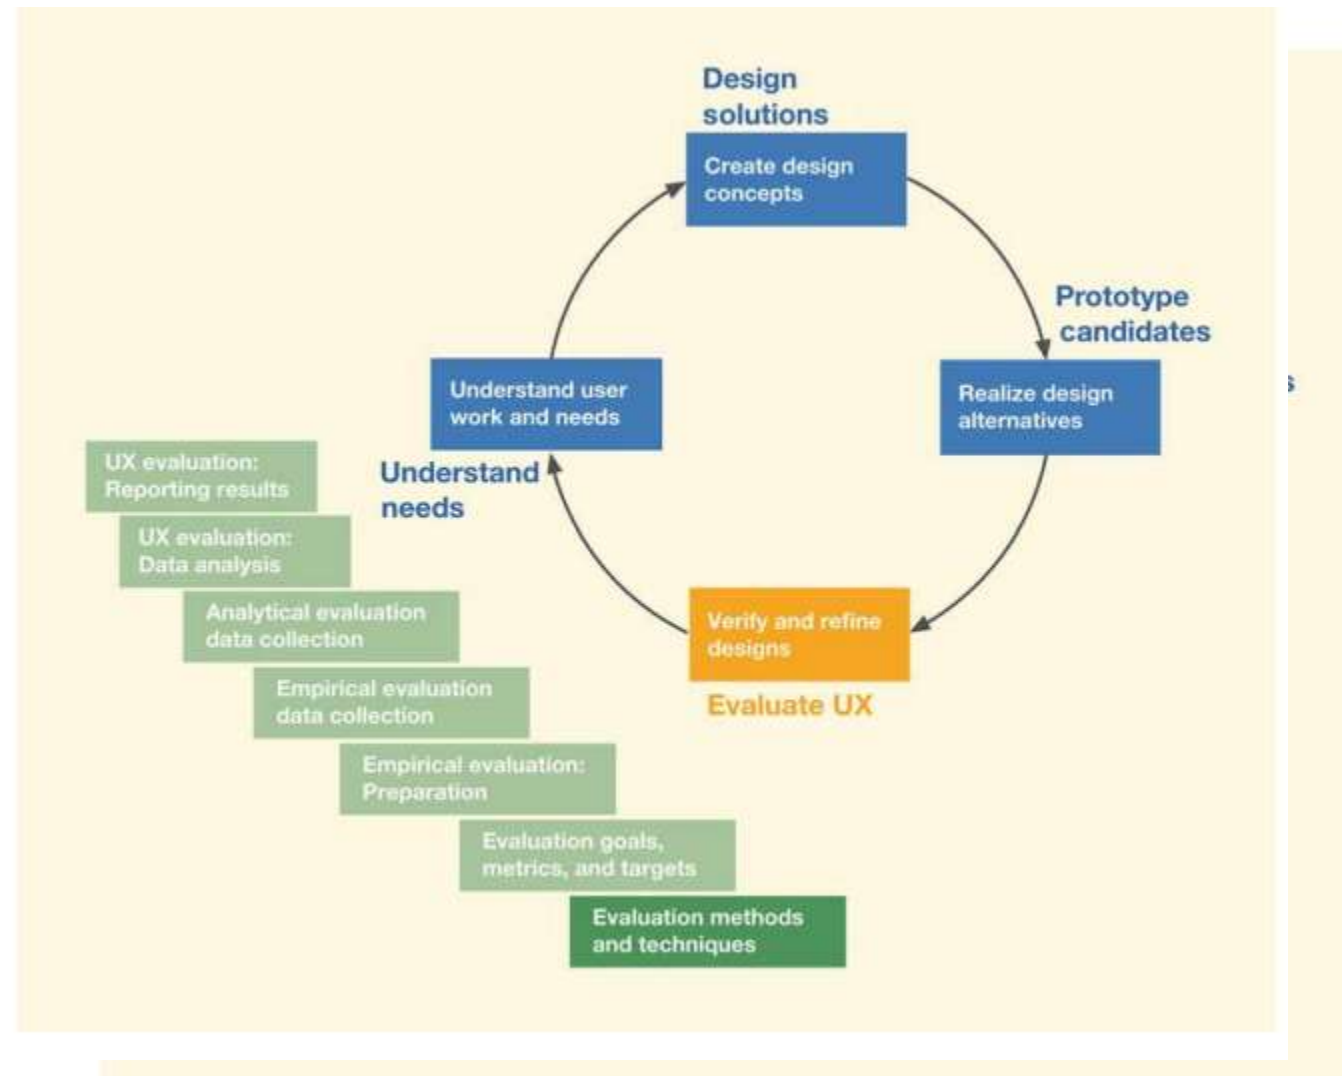 Design
solutions
Create design
concepts
Prototype
candidates
Realize design
alternatives
Understand user
work and needs
Understand
needs
UX evaluation:
Reporting results
UX evaluation:
Data analysis
Analytical evaluation
data collection
Empirical evaluation
data collection
Empirical evaluation:
Preparation
Evaluation goals,
metrics, and targets
Evaluation methods
and techniques
Verify and refine
designs
Evaluate UX
s